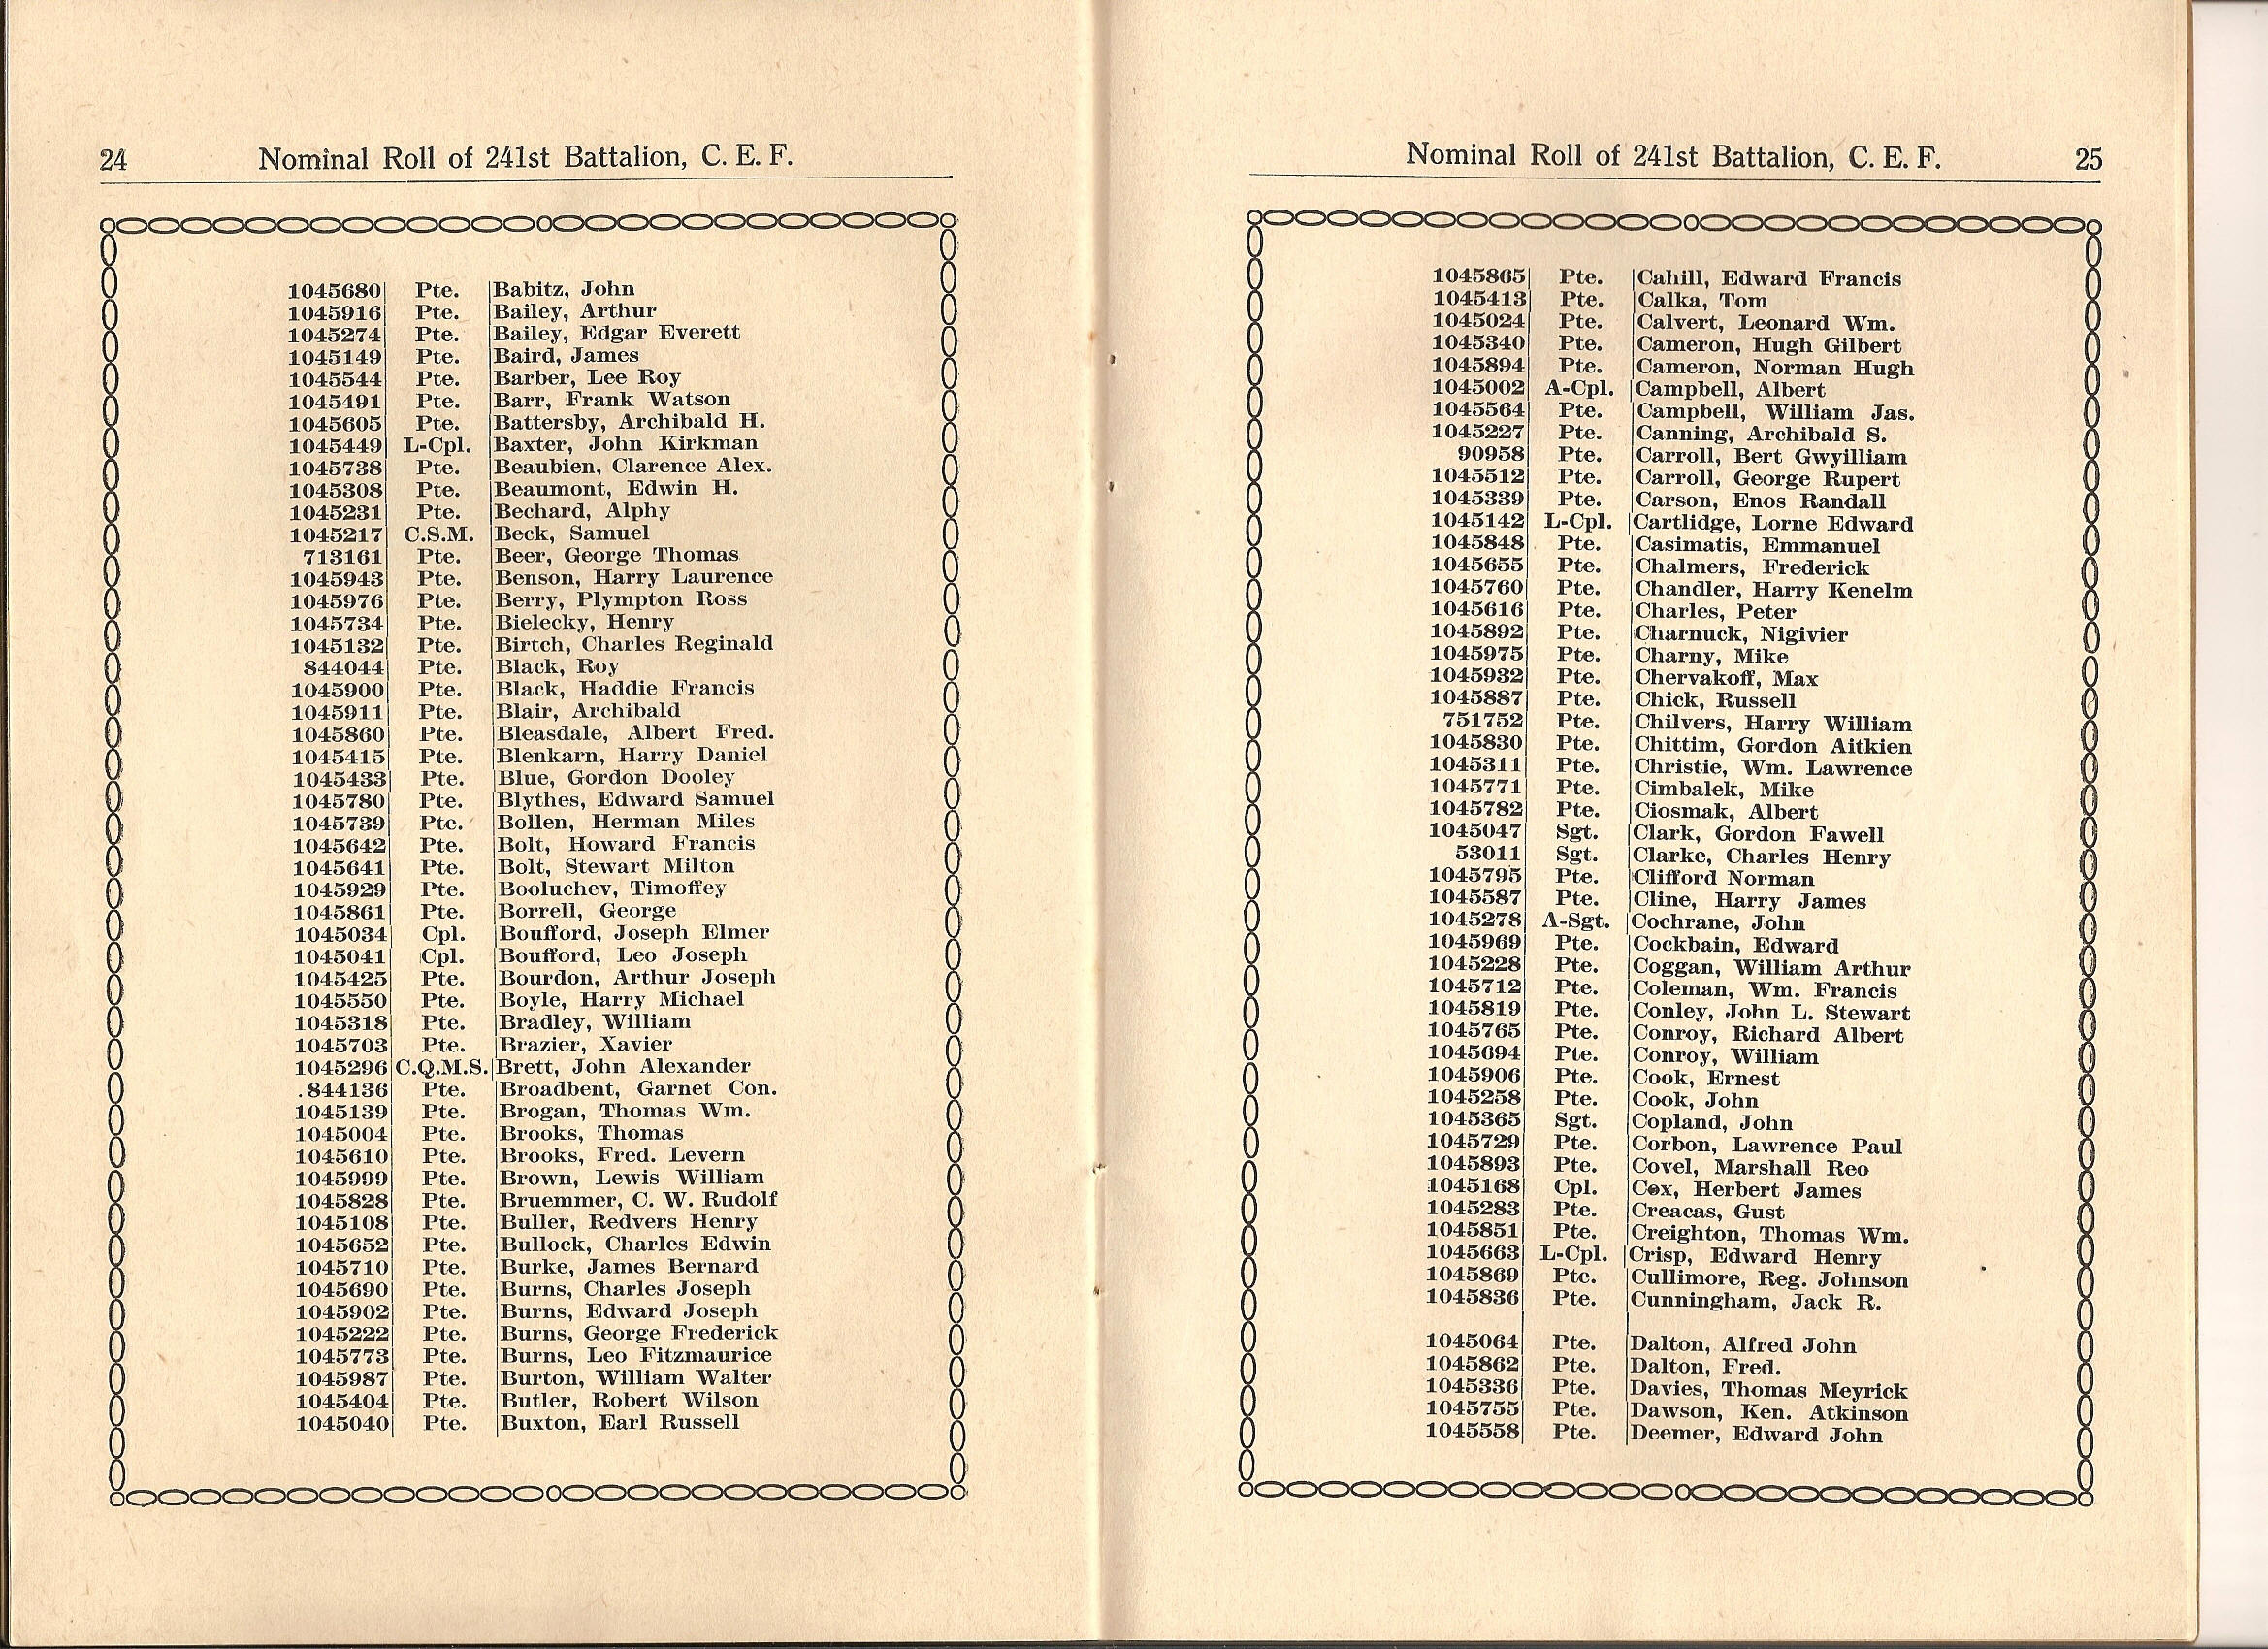 24 Nominal Roll of 241st Battalion, C. E. F.
1045680 Pte. Babitz, John
1045916 Pte. Bailey, Arthur
1045274 Pte. Bailey, Edgar Everett
1045149 Pte. Baird, James
1045544 Pte. Barber, Lee Roy
1045491 Pte. Barr, Frank Watson
1045605 Pte. Battersby, Archibald H.
1045449 L-Cpl. Baxter, John Kirkman
1045738 Pte. Beaubien, Clarence Alex.
1045308 Pte. Beaumont, Edwin H.
1045231 Pte. Bechard, Alphy
1045217 C.S.M. Beck, Samuel
713161 Pte. Beer, George Thomas
1045943 Pte. Benson, Harry Laurence
1045976 Pte. Berry, Plympton Ross
1045734 Pte. Bielecky, Henry
1045132 Pte. Birtch, Charles Reginald
844044 Pte. Black, Roy
1045900 Pte. Black, Haddie Francis
1045911 Pte. Blair, Archibald
1045860 Pte. Bleasdale, Albert Fred.
1045415 Pte. Blenkarn, Harry Daniel
1045433 Pte. Blue, Gordon Dooley
1045780 Pte. Blythes, Edward Samuel
1045739 Pte. Bollen, Herman Miles
1045642 Pte. Bolt, Howard Francis
1045641 Pte. Bolt, Stewart Milton
1045929 Pte. Booluchev, Timoffey
1045861 Pte. Borrell, George
1045034 Cpl. Boufford, Joseph Elmer
1045041 Cpl. Boufford, Leo Joseph
1045425 Pte. Bourdon, Arthur Joseph
1045550 Pte. Boyle, Harry Michael
1045318 Pte. Bradley, William
1045703 Pte. Brazier, Xavier
1045296 C.Q.M.S. Brett, John Alexander
844136 Pte. Broadbent, Garnet Con.
1045139 Pte. Brogan, Thomas Wm.
1045004 Pte. Brooks, Thomas
1045610 Pte. Brooks, Fred. Levern
1045999 Pte. Brown, Lewis William
1045828 Pte. Bruemmer, C. W. Rudolf
1045108 Pte. Buller, Redvers Henry
1045652 Pte. Bullock, Charles Edwin
1045710 Pte. Burke, James Bernard
1045690 Pte. Burns, Charles Joseph
1045902 Pte. Burns, Edward Joseph
1045222 Pte. Burns, George Frederick
1045773 Pte. Burns, Leo Fitzmaurice
1045987 Pte. Burton, William Walter
1045404 Pte. Butler, Robert Wilson
1045040 Pte. Buxton, Earl Russell
Nominal Roll of 241st Battalion, C. E. F. 25
1045865 Pte. Cahill, Edward Francis
1045413 Pte. Calka, Tom
1045024 Pte. Calvert, Leonard Wm.
1045340 Pte. Cameron, Hugh Gilbert
1045894 Pte. Cameron, Norman Hugh
1045002 A-Cpl. Campbell, Albert
1045564 Pte. Campbell, William Jas.
1045227 Pte. Canning, Archibald S.
90958 Pte. Carroll, Bert Gwyilliam
1045512 Pte. Carroll, George Rupert
1045339 Pte. Carson, Enos Randall
1045142 L-Cpl. Cartlidge, Lorne Edward
1045848 Pte. Casimatis, Emmanuel
1045655 Pte. Chalmers, Frederick
1045760 Pte. Chandler, Harry Kenelm
1045616 Pte. Charles, Peter
1045892 Pte. Charnuck, Nigivier
1045975 Pte. Charny, Mike
1045932 Pte. Chervakoff, Max
1045887 Pte. Chick, Russell
751752 Pte. Chilvers, Harry William
1045830 Pte. Chittim, Gordon Aitkien
1045311 Pte. Christie, Wm. Lawrence
1045771 Pte. Cimbalek, Mike
1045782 Pte. Ciosmak, Albert
1045047 Sgt. Clark, Gordon Fawell
53011 Sgt. Clarke, Charles Henry
1045795 Pte. Clifford Norman
1045587 Pte. Cline, Harry James
1045278 A-Sgt. Cochrane, John
1045969 Pte. Cockbain, Edward
1045228 Pte. Coggan, William Arthur
1045712 Pte. Coleman, Wm. Francis
1045819 Pte. Conley, John L. Stewart
1045765 Pte. Conroy, Richard Albert
1045694 Pte. Conroy, William
1045906 Pte. Cook, Ernest
1045258 Pte. Cook, John
1045365 Sgt. Copland, John
1045729 Pte. Corbon, Lawrence Paul
1045893 Pte. Covel, Marshall Reo
1045168 Cpl. Cox, Herbert James
1045283 Pte. Creacas, Gust
1045851 Pte. Creighton, Thomas Wm.
1045663 L-Cpl. Crisp, Edward Henry
1045869 Pte. Cullimore, Reg. Johnson
1045836 Pte. Cunningham, Jack R.
1045064 Pte. Dalton, Alfred John
1045862 Pte. Dalton, Fred.
1045336 Pte. Davies, Thomas Meyrick
1045755 Pte. Dawson, Ken. Atkinson
1045558 Pte. Deemer, Edward John